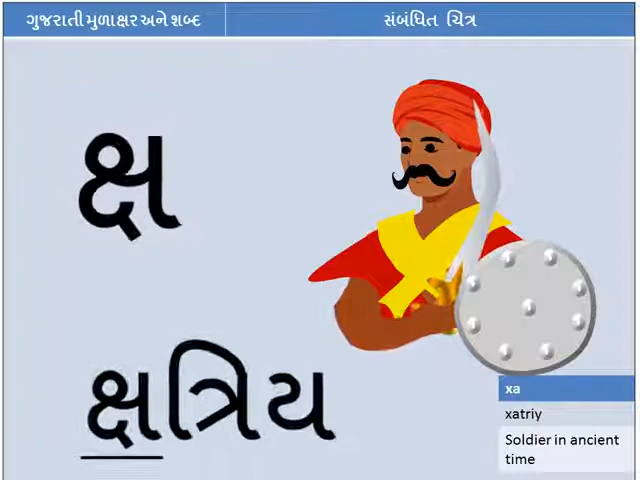 ગુજરાતી મુળાક્ષર અને શબ્દ
સંબંધિત ચિત્ર
ક્ષ
ક્ષત્રિય
xa
xatriy
Soldier in ancient
time